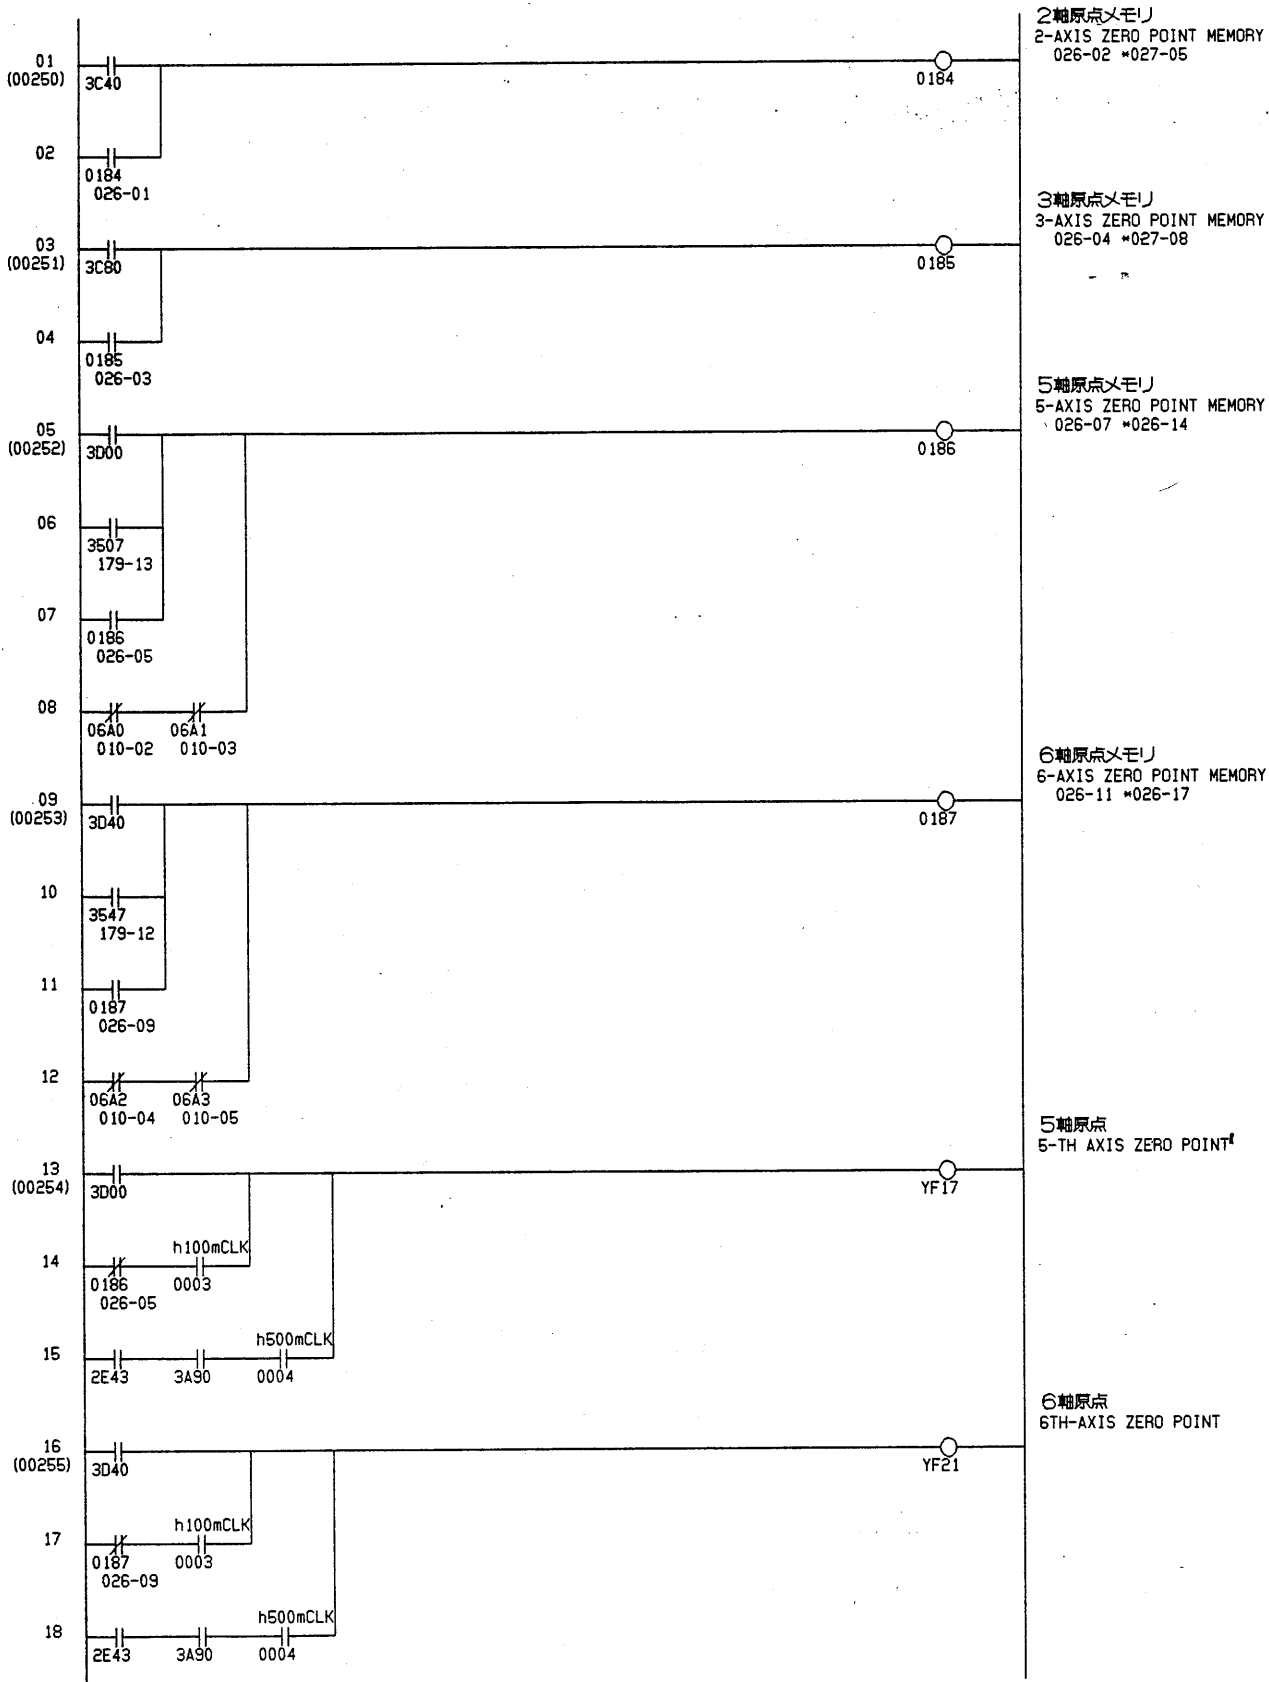 2軸原点メモリ
2-AXIS ZERO POINT MEMORY
026-02 *027-05
01
(00250)
3C40
0184
02
0184
026-01
3軸原点メモリ
3-AXIS ZERO POINT MEMORY
026-04 *027-08
03
(00251)
3C80
0185
04
0185
026-03
5軸原点メモリ
5-AXIS ZERO POINT MEMORY
026-07 *026-14
05
(00252)
3D00
0186
06
3507
179-13
07
0186
026-05
08
06A0 06A1
010-02 010-03
6軸原点メモリ
6-AXIS ZERO POINT MEMORY
026-11 *026-17
09
(00253)
3D40
0187
10
3547
179-12
11
0187
026-09
12
06A2 06A3
010-04 010-05
5軸原点
5-TH AXIS ZERO POINT
13
(00254)
3D00
YF17
h100mCLK
14
0186 0003
026-05
h500mCLK
15
2E43 3A90 0004
6軸原点
6TH-AXIS ZERO POINT
16
(00255)
3D40
YF21
h100mCLK
17
0187 0003
026-09
h500mCLK
18
2E43 3A90 0004